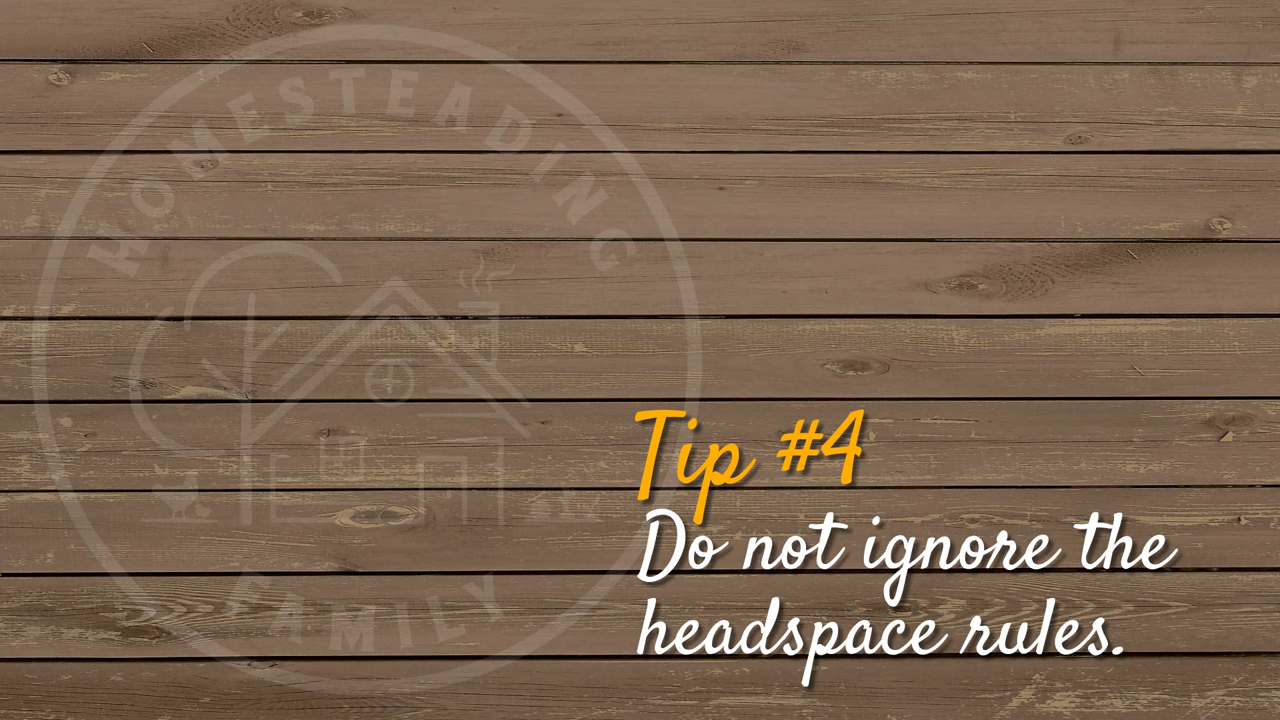 HOMESTEADING
FAMILY
Tip #4
Do not ignore the
headspace rules.